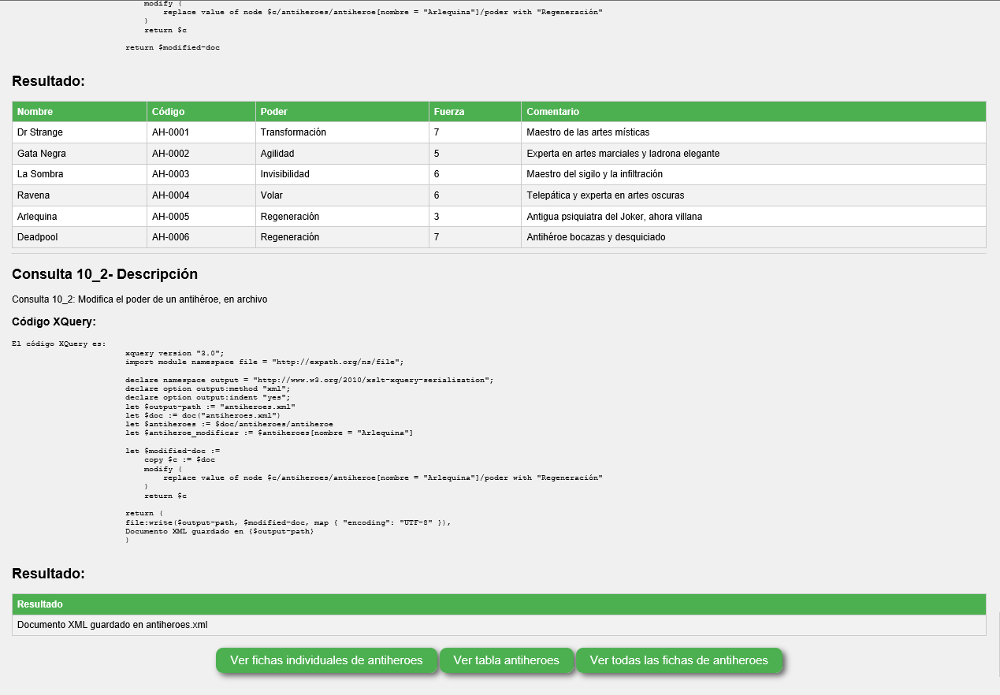 modify {
replace value of node $c/antiheroes/antiheroe[nombre = "Arlequina"]/poder with "Regeneración"
}
return $c
return $modified-doc
Resultado:
Nombre Código Poder Fuerza Comentario
Dr Strange AH-0001 Transformación 7 Maestro de las artes místicas
Gata Negra AH-0002 Agilidad 5 Experta en artes marciales y ladrona elegante
La Sombra AH-0003 Invisibilidad 6 Maestro del sigilo y la infiltración
Ravena AH-0004 Volar 6 Telepática y experta en artes oscuras
Arlequina AH-0005 Regeneración 3 Antigua psiquiatra del Joker, ahora villana
Deadpool AH-0006 Regeneración 7 Antihéroe bocazas y desquiciado
Consulta 10_2- Descripción
Consulta 10_2: Modifica el poder de un antihéroe, en archivo
Código XQuery:
El código XQuery es:
xquery version "3.0";
import module namespace file = "http://expath.org/ns/file";
declare namespace output = "http://www.w3.org/2010/xslt-xquery-serialization";
declare option output:method "xml";
declare option output:indent "yes";
let $output-path := "antiheroes.xml"
let $doc := doc("antiheroes.xml")
let $antiheroes := $doc/antiheroes/antiheroe
let $antiheroe_modificar := $antiheroes[nombre = "Arlequina"]
let $modified-doc :=
copy $c := $doc
modify (
replace value of node $c/antiheroes/antiheroe[nombre = "Arlequina"]/poder with "Regeneración"
)
return $c
return (
file:write($output-path, $modified-doc, map { "encoding": "UTF-8" }),
Documento XML guardado en {$output-path}
)
Resultado:
Resultado
Documento XML guardado en antiheroes.xml
Ver fichas individuales de antiheroes Ver tabla antiheroes Ver todas las fichas de antiheroes